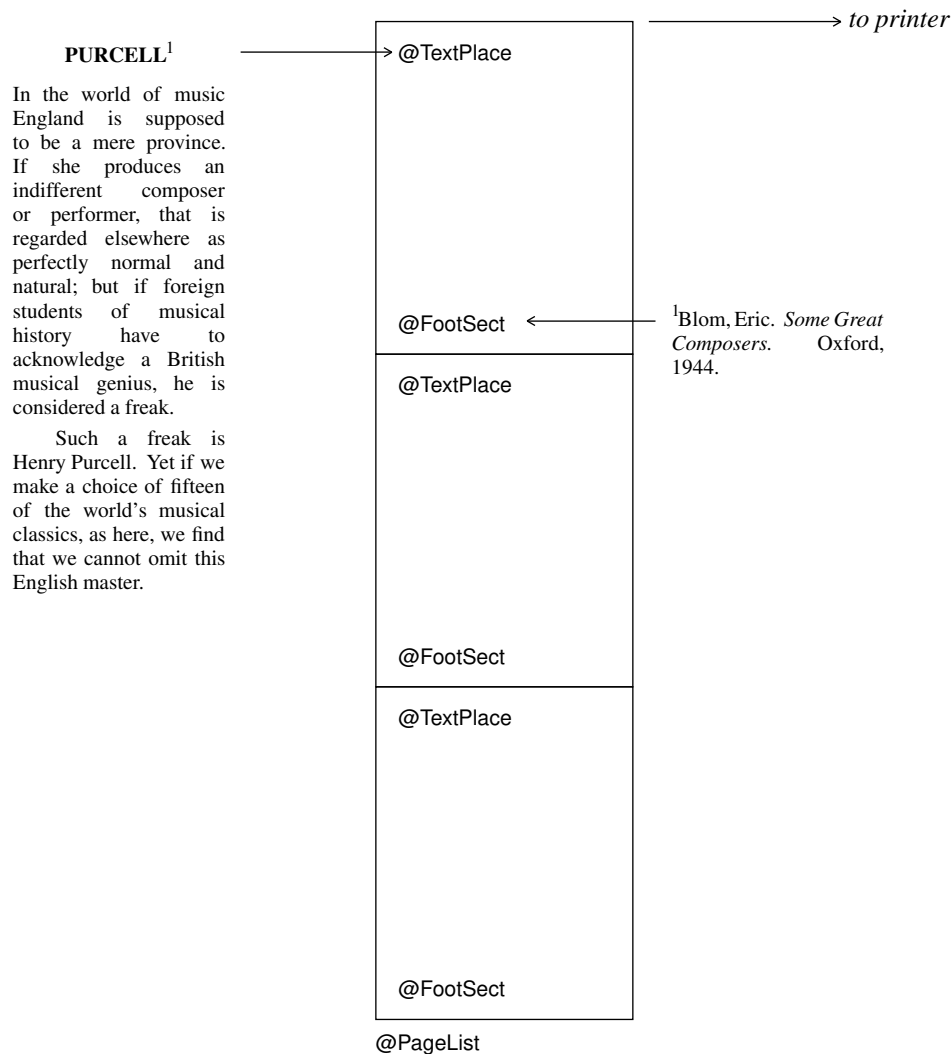 to printer
PURCELL1
In the world of music
England is supposed
to be a mere province.
If she produces an
indifferent composer
or performer, that is
regarded elsewhere as
perfectly normal and
natural; but if foreign
students of musical
history have to
acknowledge a British
musical genius, he is
considered a freak.
Such a freak is
Henry Purcell. Yet if we
make a choice of fifteen
of the world's musical
classics, as here, we find
that we cannot omit this
English master.
@TextPlace
@FootSect
1Blom, Eric. Some Great
Composers. Oxford,
1944.
@TextPlace
@FootSect
@TextPlace
@FootSect
@PageList